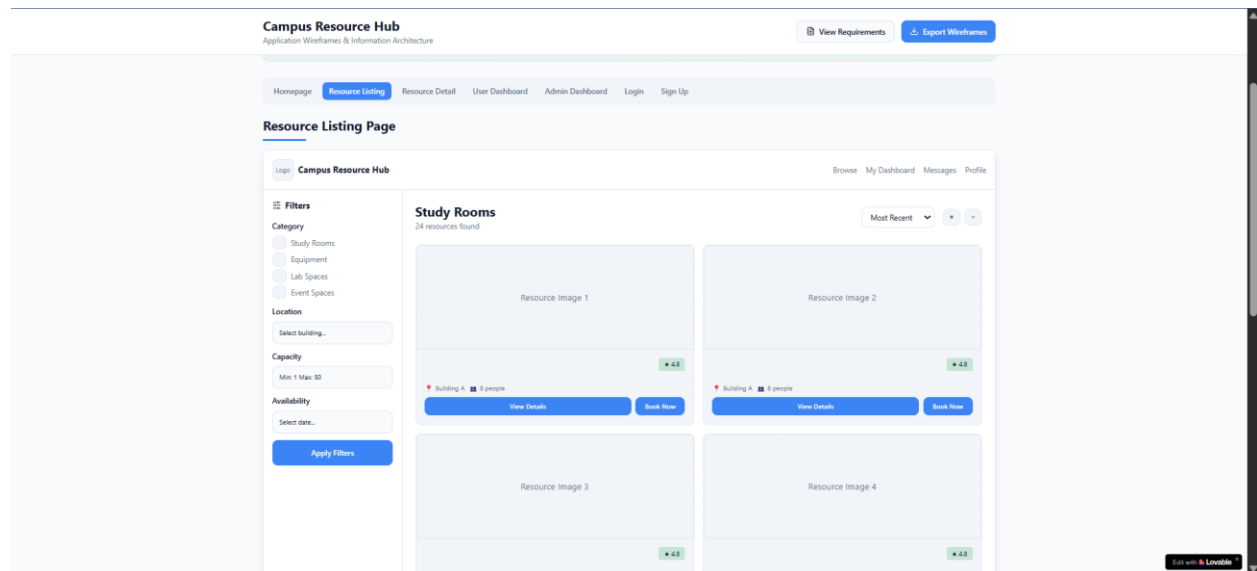 Campus Resource Hub
Application Wireframes & Information Architecture
View Requirements
Export Wireframes
Homepage Resource Listing Resource Detail User Dashboard Admin Dashboard Login Sign Up
Resource Listing Page
Logo Campus Resource Hub
Browse My Dashboard Messages Profile
Filters
Category
Study Rooms
Equipment
Lab Spaces
Event Spaces
Location
Select building...
Capacity
Min: 1 Max: 50
Availability
Select date...
Apply Filters
Study Rooms
24 resources found
Most Recent
Resource Image 1
★ 4.8
Building A 8 people
View Details Book Now
Resource Image 2
★ 4.8
Building A 8 people
View Details Book Now
Resource Image 3
★ 4.8
Resource Image 4
★ 4.8
Edit with Lovable ×